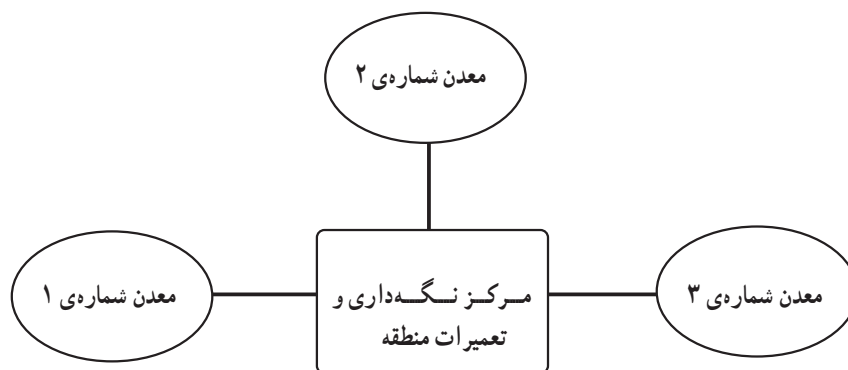 معدن شماره‌ی ۲
معدن شماره‌ی ۳
مرکز نگه‌داری و
تعمیرات منطقه
معدن شماره‌ی ۱